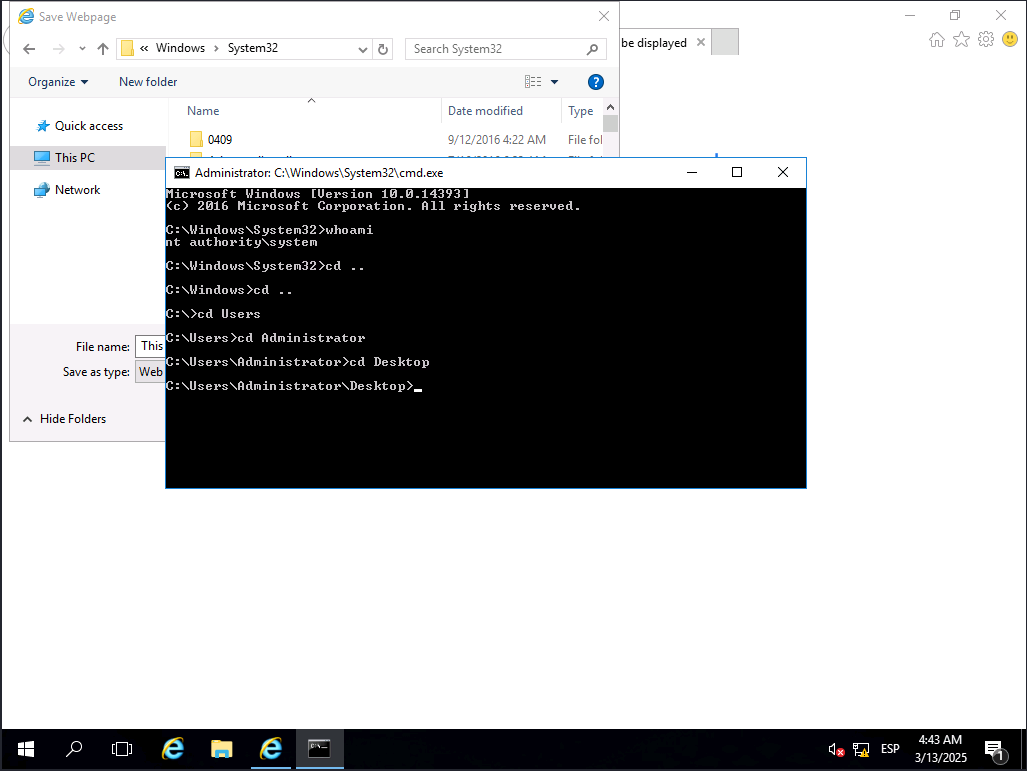 Save Webpage
« Windows › System32
Search System32
be displayed
Organize
New folder
Name
Date modified
Type
Quick access
0409
9/12/2016 4:22 AM
File fol
This PC
Network
Administrator: C:\Windows\System32\cmd.exe
Microsoft Windows [Version 10.0.14393]
(c) 2016 Microsoft Corporation. All rights reserved.
C:\Windows\System32>whoami
nt authority\system
C:\Windows\System32>cd ..
C:\Windows>cd ..
C:\>cd Users
C:\Users>cd Administrator
C:\Users\Administrator>cd Desktop
C:\Users\Administrator\Desktop>
File name: This
Save as type: Web
Hide Folders
ESP
4:43 AM
3/13/2025
1